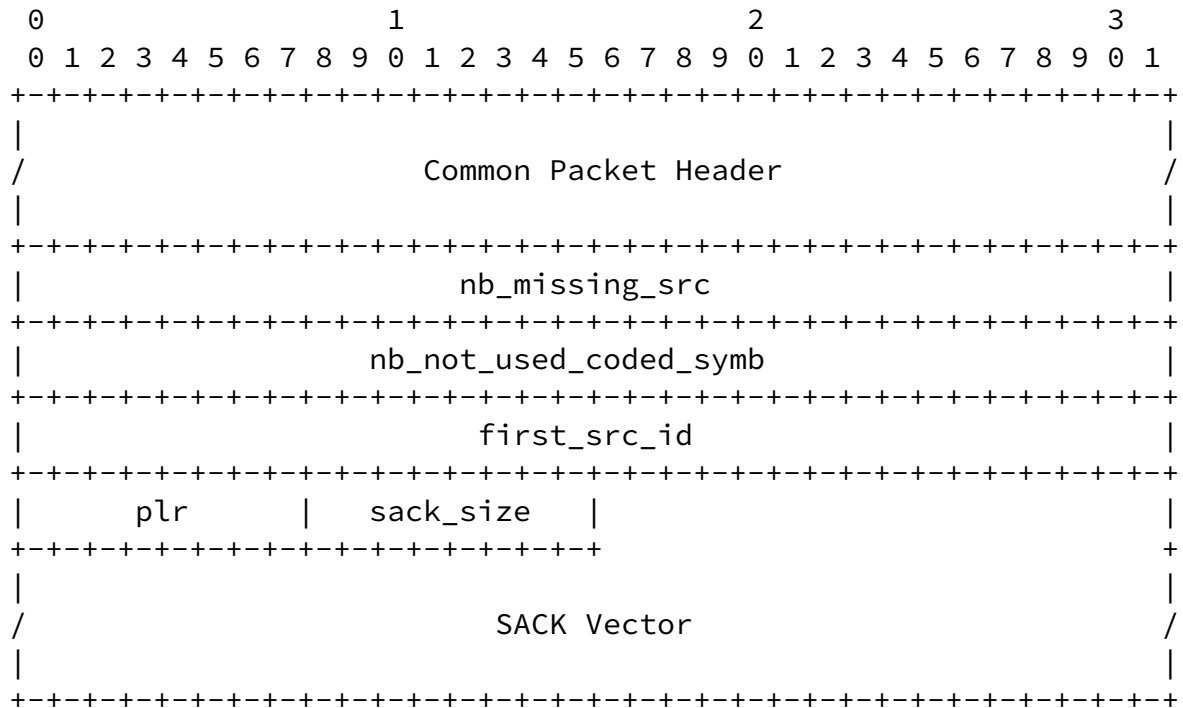 0                   1                   2                   3
 0 1 2 3 4 5 6 7 8 9 0 1 2 3 4 5 6 7 8 9 0 1 2 3 4 5 6 7 8 9 0 1
+-+-+-+-+-+-+-+-+-+-+-+-+-+-+-+-+-+-+-+-+-+-+-+-+-+-+-+-+-+-+-+-+
|                                                               |
/                      Common Packet Header                     /
|                                                               |
+-+-+-+-+-+-+-+-+-+-+-+-+-+-+-+-+-+-+-+-+-+-+-+-+-+-+-+-+-+-+-+-+
|                        nb_missing_src                         |
+-+-+-+-+-+-+-+-+-+-+-+-+-+-+-+-+-+-+-+-+-+-+-+-+-+-+-+-+-+-+-+-+
|                   nb_not_used_coded_symb                      |
+-+-+-+-+-+-+-+-+-+-+-+-+-+-+-+-+-+-+-+-+-+-+-+-+-+-+-+-+-+-+-+-+
|                         first_src_id                          |
+-+-+-+-+-+-+-+-+-+-+-+-+-+-+-+-+-+-+-+-+-+-+-+-+-+-+-+-+-+-+-+-+
|      plr      |   sack_size   |                               |
+-+-+-+-+-+-+-+-+-+-+-+-+-+-+-+-+                               +
|                                                               |
/                          SACK Vector                          /
|                                                               |
+-+-+-+-+-+-+-+-+-+-+-+-+-+-+-+-+-+-+-+-+-+-+-+-+-+-+-+-+-+-+-+-+